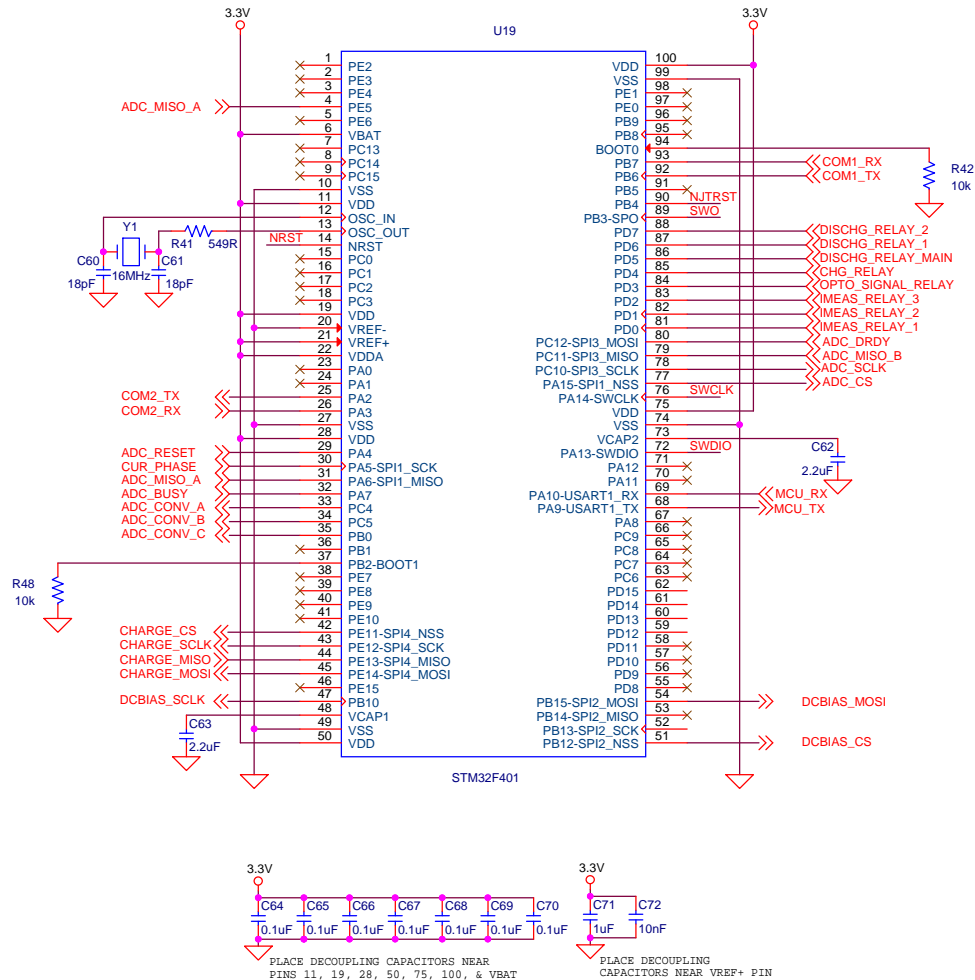 3.3V
3.3V
U19
1 PE2
2 PE3
3 PE4
ADC_MISO_A 4 PE5
5 PE6
6 VBAT
7 PC13
8 PC14
9 PC15
10 VSS
11 VDD
12 OSC_IN
Y1 R41 549R 13 OSC_OUT
NRST 14 NRST
C60 C61 15 PC0
18pF 16MHz 18pF 16 PC1
17 PC2
18 PC3
19 VDD
20 VREF-
21 VREF+
22 VDDA
23 PA0
24 PA1
COM2_TX 25 PA2
COM2_RX 26 PA3
27 VSS
28 VDD
ADC_RESET 29 PA4
CUR_PHASE 30 PA5-SPI1_SCK
ADC_MISO_A 31 PA6-SPI1_MISO
ADC_BUSY 32 PA7
ADC_CONV_A 33 PC4
ADC_CONV_B 34 PC5
ADC_CONV_C 35 PB0
36 PB1
37 PB2-BOOT1
R48
10k
38 PE7
39 PE8
40 PE9
41 PE10
CHARGE_CS 42 PE11-SPI4_NSS
CHARGE_SCLK 43 PE12-SPI4_SCK
CHARGE_MISO 44 PE13-SPI4_MISO
CHARGE_MOSI 45 PE14-SPI4_MOSI
46 PE15
DCBIAS_SCLK 47 PB10
48 VCAP1
C63
2.2uF
49 VSS
50 VDD
VDD 100
VSS 99
PE1 98
PE0 97
PB9 96
PB8 95
BOOT0 94
R42
10k
PB7 93 COM1_RX
PB6 92 COM1_TX
PB5 91
PB4 90 NJTRST
PB3-SPO 89 SWO
PD7 88 DISCHG_RELAY_2
PD6 87 DISCHG_RELAY_1
PD5 86 DISCHG_RELAY_MAIN
PD4 85 CHG_RELAY
PD3 84 OPTO_SIGNAL_RELAY
PD2 83 IMEAS_RELAY_3
PD1 82 IMEAS_RELAY_2
PD0 81 IMEAS_RELAY_1
PC12-SPI3_MOSI 80 ADC_DRDY
PC11-SPI3_MISO 79 ADC_MISO_B
PC10-SPI3_SCLK 78 ADC_SCLK
PA15-SPI1_NSS 77 ADC_CS
PA14-SWCLK 76 SWCLK
VDD 75
VSS 74
VCAP2 73
C62
2.2uF
PA13-SWDIO 72 SWDIO
PA12 71
PA11 70
PA10-USART1_RX 69 MCU_RX
PA9-USART1_TX 68 MCU_TX
PA8 67
PC9 66
PC8 65
PC7 64
PC6 63
PD15 62
PD14 61
PD13 60
PD12 59
PD11 58
PD10 57
PD9 56
PD8 55
PB15-SPI2_MOSI 54 DCBIAS_MOSI
PB14-SPI2_MISO 53
PB13-SPI2_SCK 52
PB12-SPI2_NSS 51 DCBIAS_CS
STM32F401
3.3V
C64 C65 C66 C67 C68 C69 C70
0.1uF 0.1uF 0.1uF 0.1uF 0.1uF 0.1uF 0.1uF
PLACE DECOUPLING CAPACITORS NEAR
PINS 11, 19, 28, 50, 75, 100, & VBAT
3.3V
C71 C72
1uF 10nF
PLACE DECOUPLING
CAPACITORS NEAR VREF+ PIN